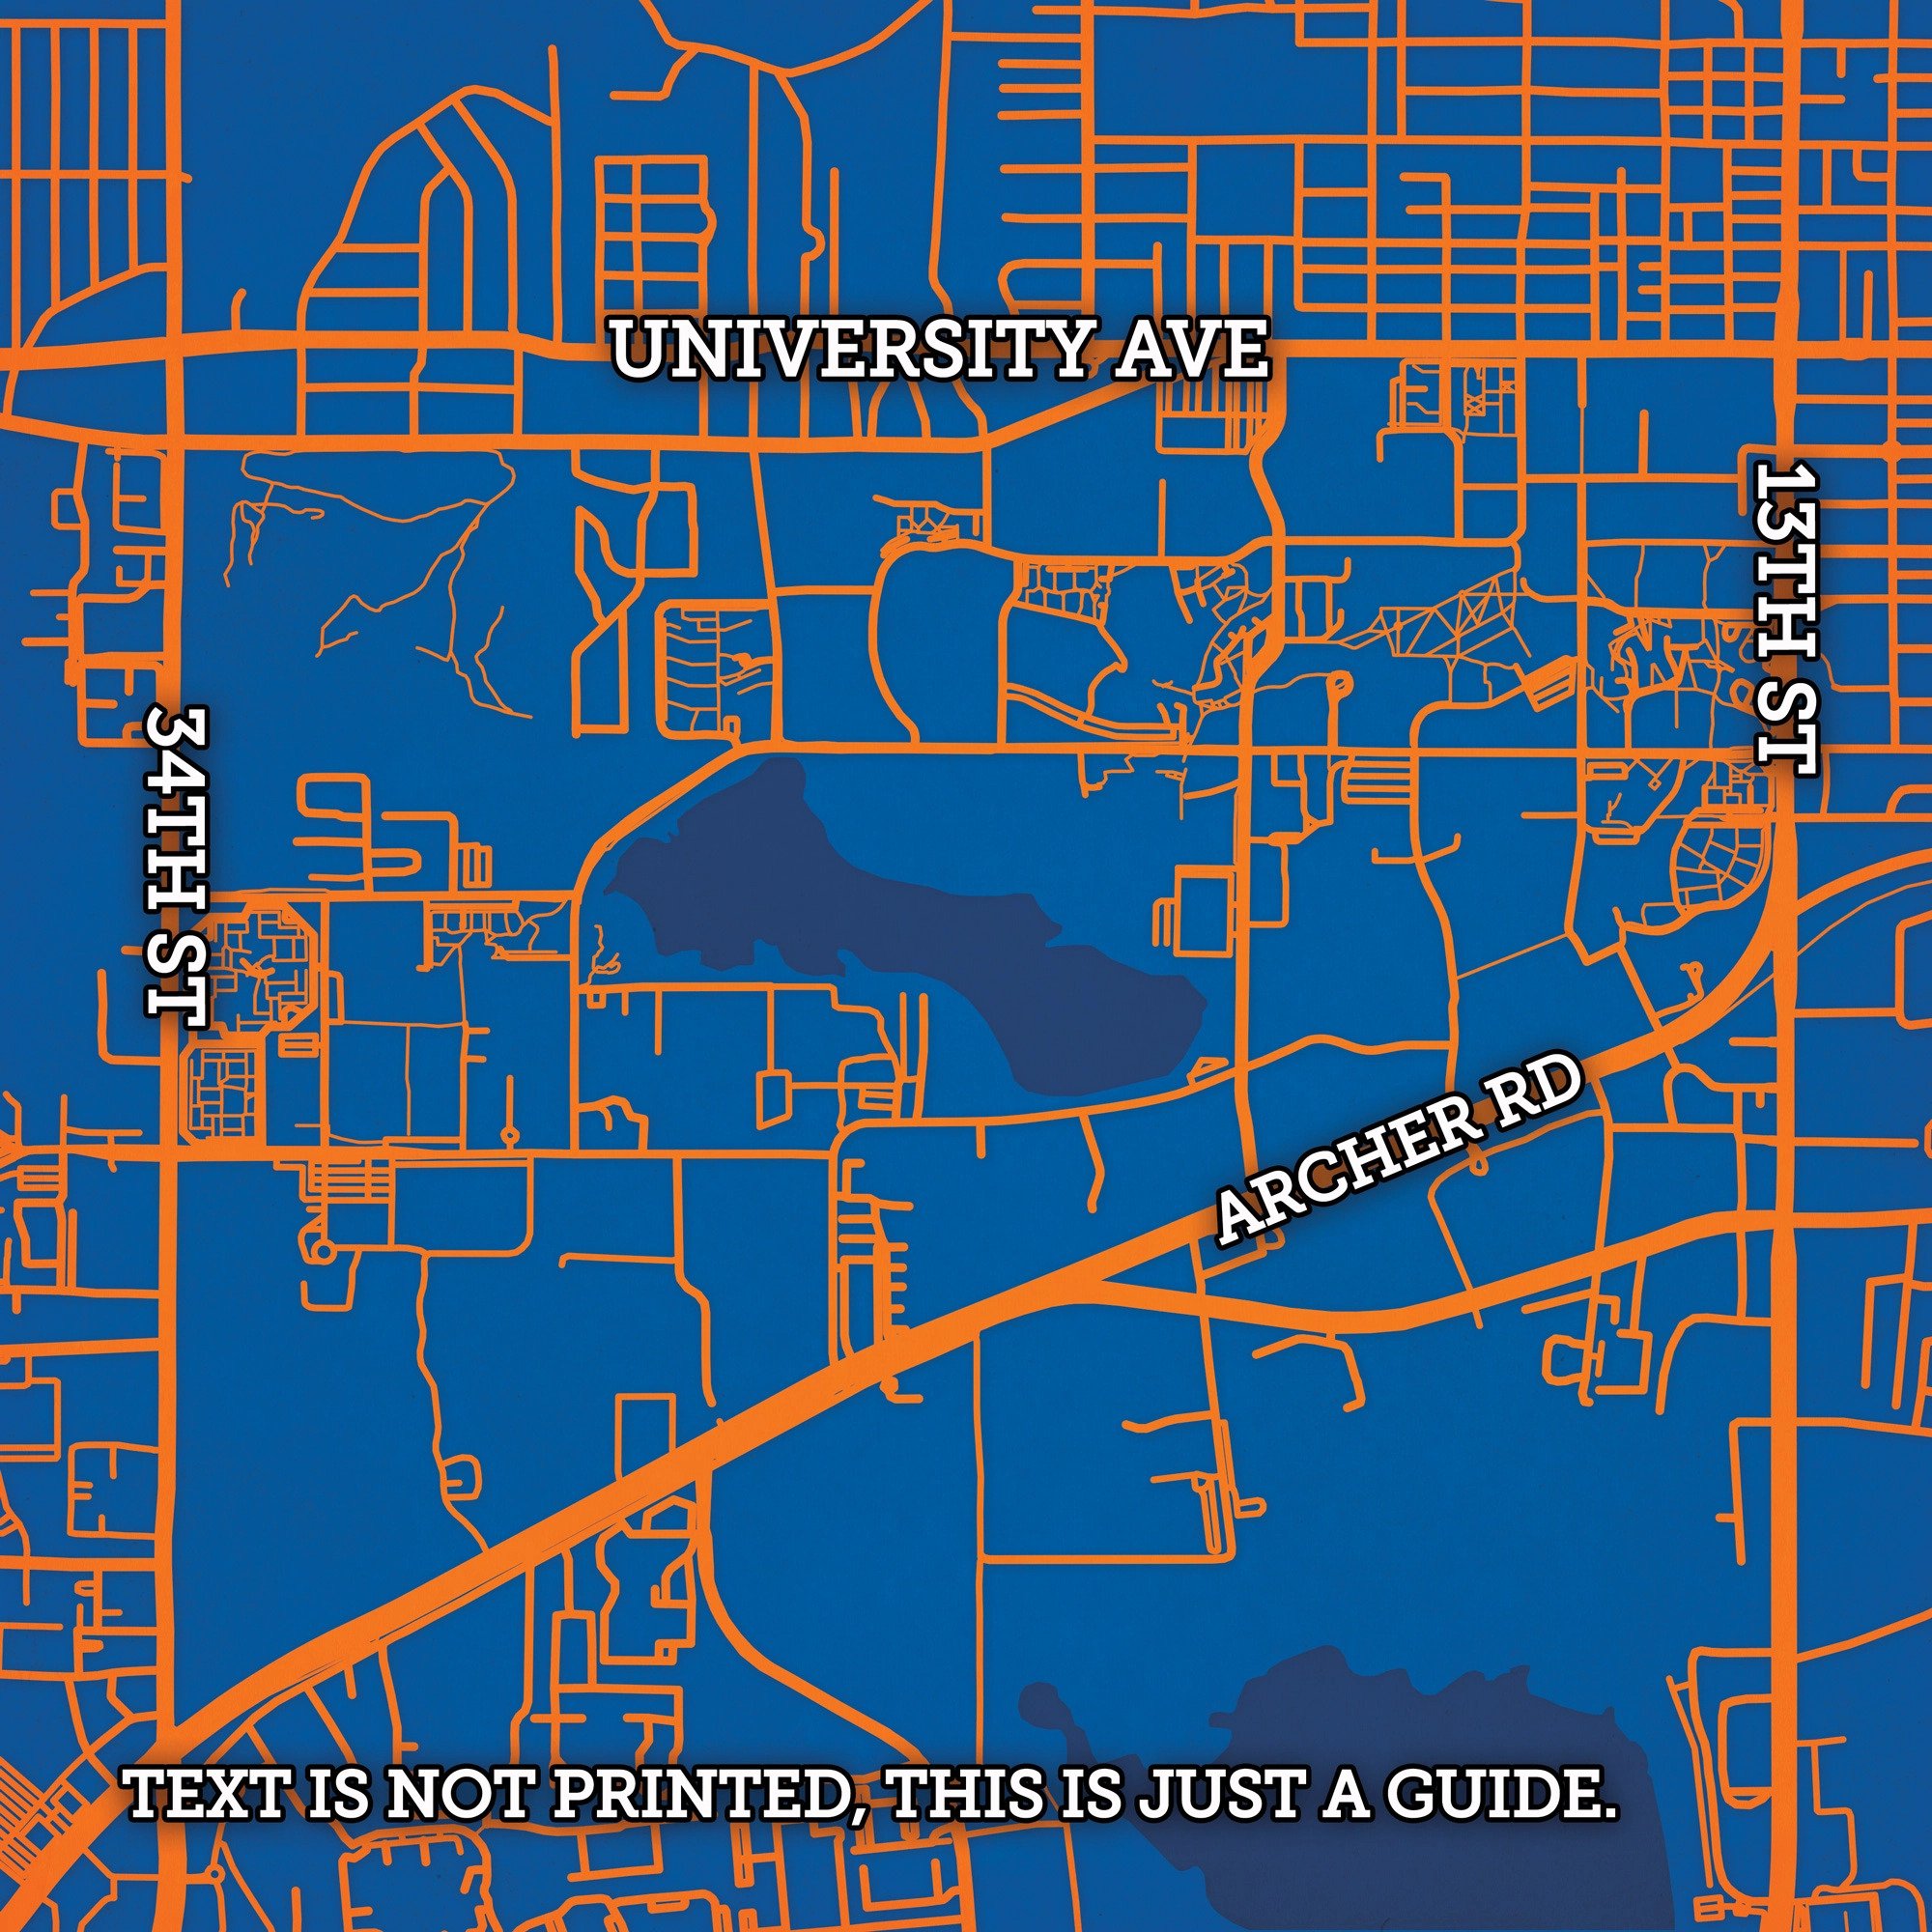 UNIVERSITY AVE
13TH ST
34TH ST
ARCHER RD
TEXT IS NOT PRINTED, THIS IS JUST A GUIDE.